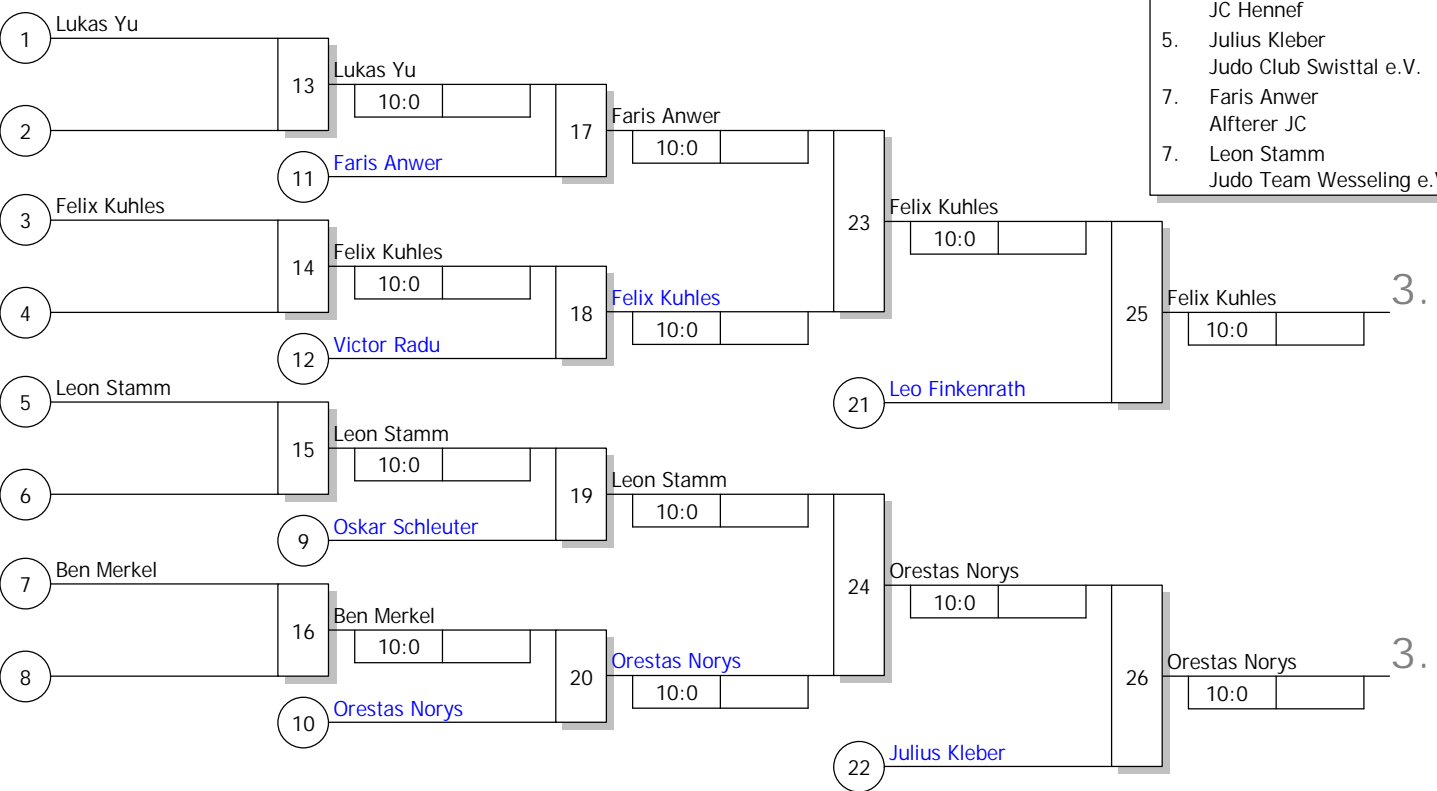 JC Hennef
5. Julius Kleber
Judo Club Swisttal e.V.
7. Faris Anwer
Alfterer JC
7. Leon Stamm
Judo Team Wesseling e.V
1 Lukas Yu
13
Lukas Yu
10:0
2
17
Faris Anwer
10:0
11 Faris Anwer
3 Felix Kuhles
23
Felix Kuhles
10:0
14
Felix Kuhles
10:0
4
18
Felix Kuhles
10:0
12 Victor Radu
25
Felix Kuhles
10:0
3.
21 Leo Finkenrath
5 Leon Stamm
15
Leon Stamm
10:0
6
19
Leon Stamm
10:0
9 Oskar Schleuter
7 Ben Merkel
24
Orestas Norys
10:0
16
Ben Merkel
10:0
8
20
Orestas Norys
10:0
10 Orestas Norys
26
Orestas Norys
10:0
3.
22 Julius Kleber